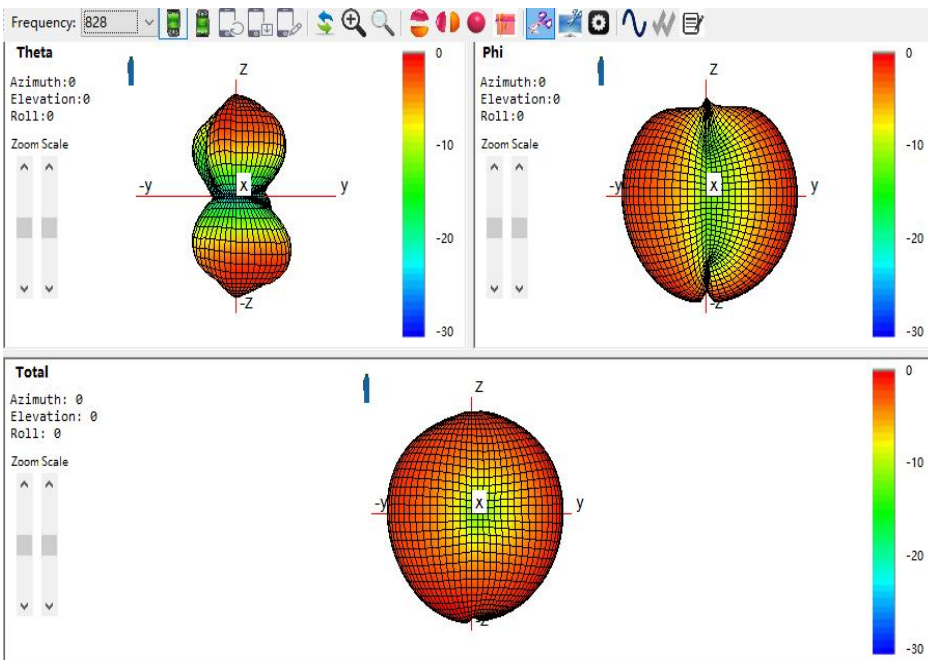 Frequency: 828
Theta
Azimuth:0
Elevation:0
Roll:0
Zoom Scale
Z
-y
x
y
-Z
0
-10
-20
-30
Phi
Azimuth:0
Elevation:0
Roll:0
Zoom Scale
Z
-y
x
y
-Z
0
-10
-20
-30
Total
Azimuth: 0
Elevation: 0
Roll: 0
Zoom Scale
Z
-y
x
y
-Z
0
-10
-20
-30